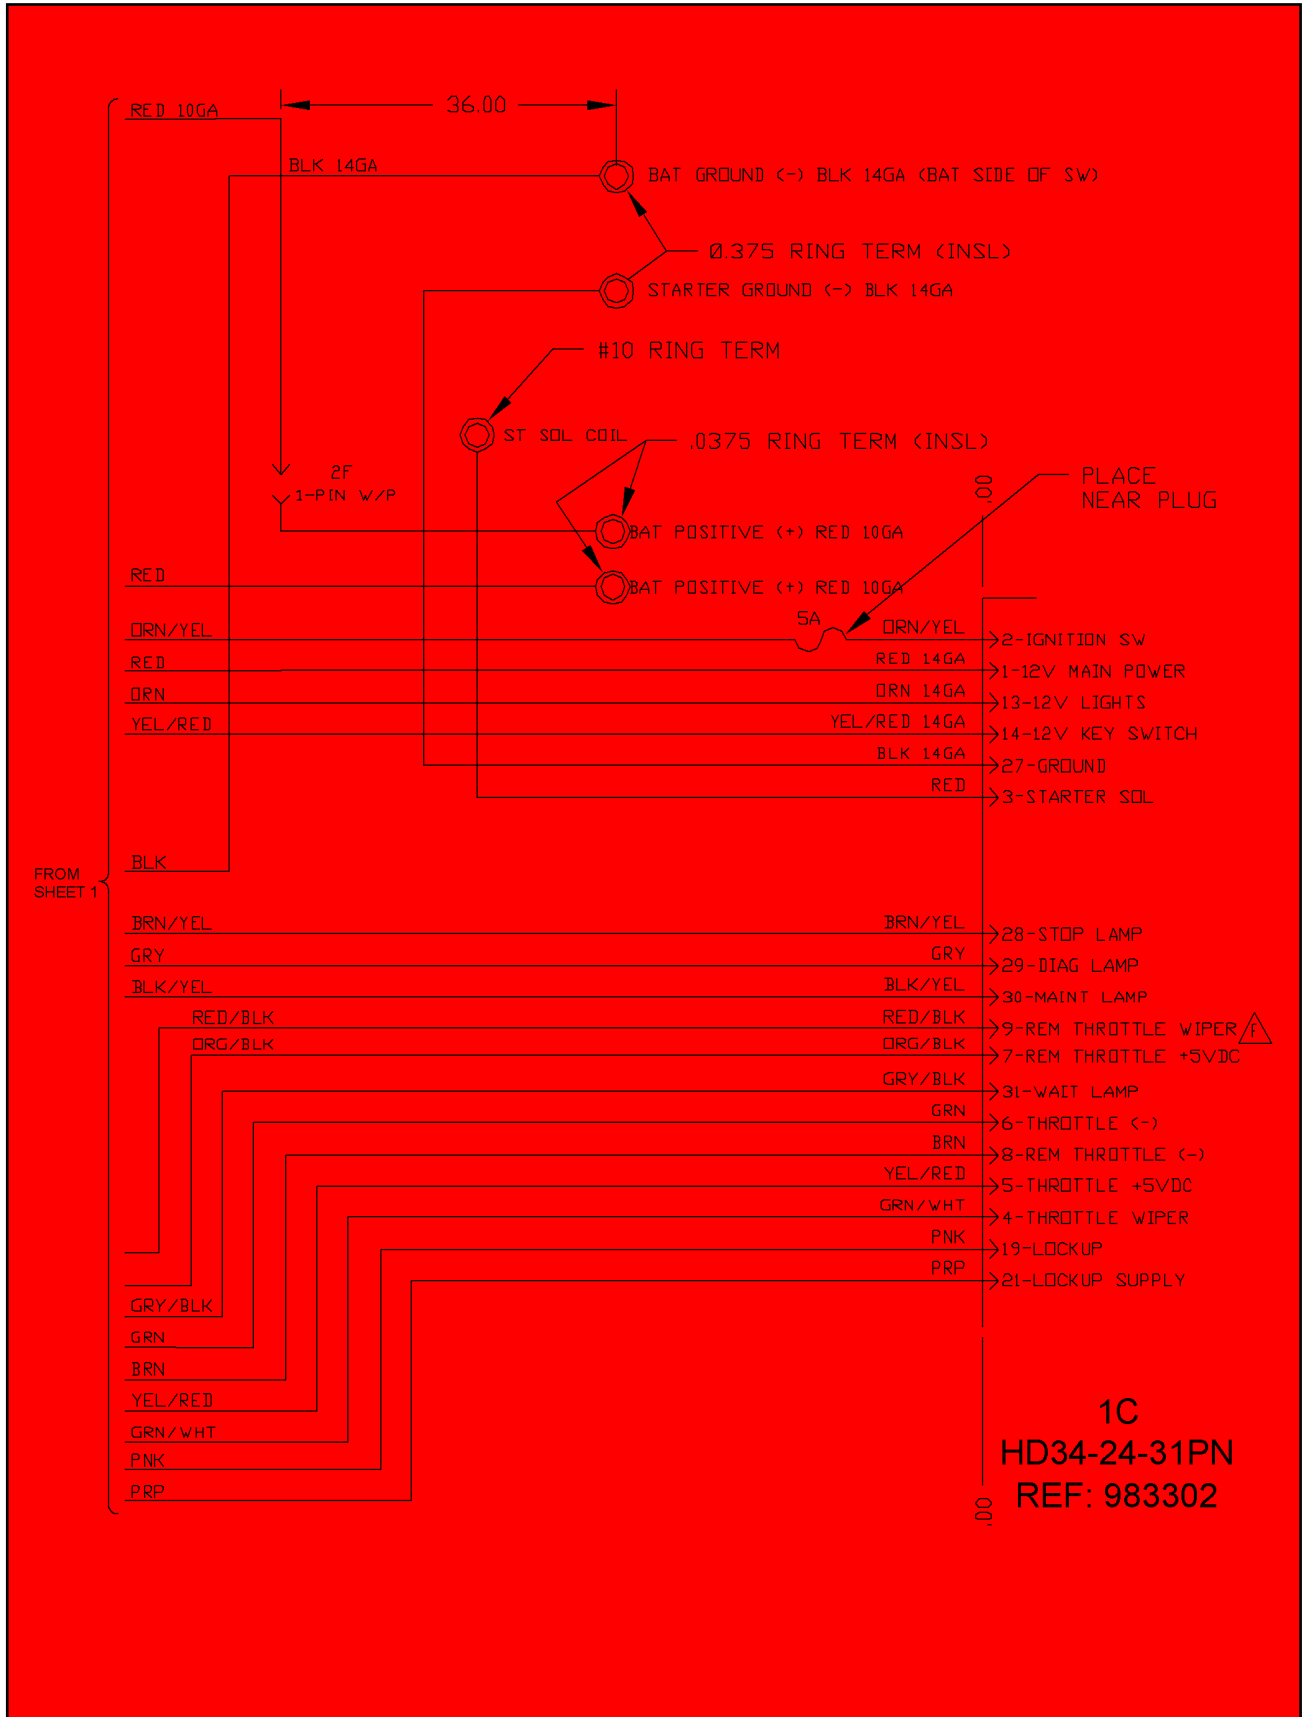 RED 10GA
36.00
BLK 14GA
BAT GROUND (-) BLK 14GA (BAT SIDE OF SW)
Ø.375 RING TERM (INSL)
STARTER GROUND (-) BLK 14GA
#10 RING TERM
ST SOL COIL
.0375 RING TERM (INSL)
2F
1-PIN W/P
.00
PLACE
NEAR PLUG
BAT POSITIVE (+) RED 10GA
RED
BAT POSITIVE (+) RED 10GA
5A
ORN/YEL ORN/YEL 2-IGNITION SW
RED RED 14GA 1-12V MAIN POWER
ORN ORN 14GA 13-12V LIGHTS
YEL/RED YEL/RED 14GA 14-12V KEY SWITCH
BLK 14GA 27-GROUND
RED 3-STARTER SOL
BLK
FROM
SHEET 1
BRN/YEL BRN/YEL 28-STOP LAMP
GRY GRY 29-DIAG LAMP
BLK/YEL BLK/YEL 30-MAINT LAMP
RED/BLK RED/BLK 9-REM THROTTLE WIPER F
ORG/BLK ORG/BLK 7-REM THROTTLE +5VDC
GRY/BLK 31-WAIT LAMP
GRN 6-THROTTLE (-)
BRN 8-REM THROTTLE (-)
YEL/RED 5-THROTTLE +5VDC
GRN/WHT 4-THROTTLE WIPER
PNK 19-LOCKUP
PRP 21-LOCKUP SUPPLY
GRY/BLK
GRN
BRN
YEL/RED
GRN/WHT
PNK
PRP
1C
HD34-24-31PN
REF: 983302
.00